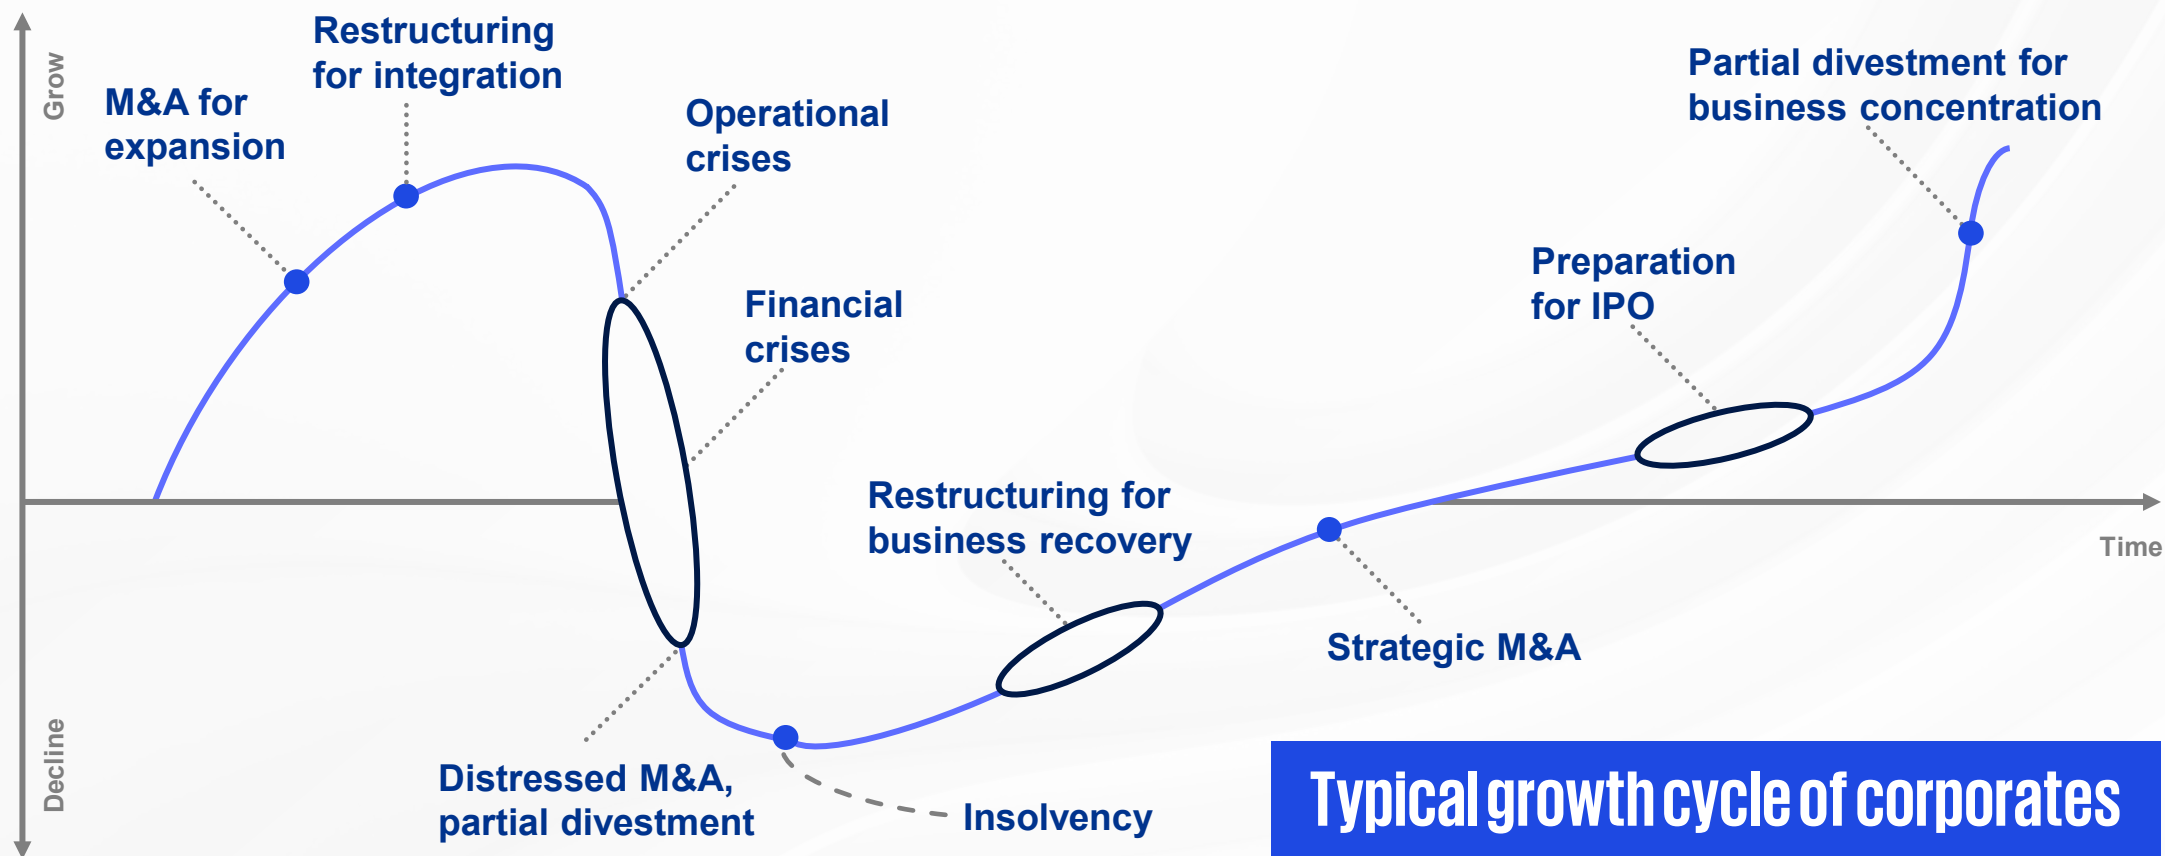 Grow
Restructuring
for integration
M&A for
expansion
Operational
crises
Financial
crises
Partial divestment for
business concentration
Preparation
for IPO
Restructuring for
business recovery
Time
Strategic M&A
Decline
Distressed M&A,
partial divestment
Insolvency
Typical growth cycle of corporates